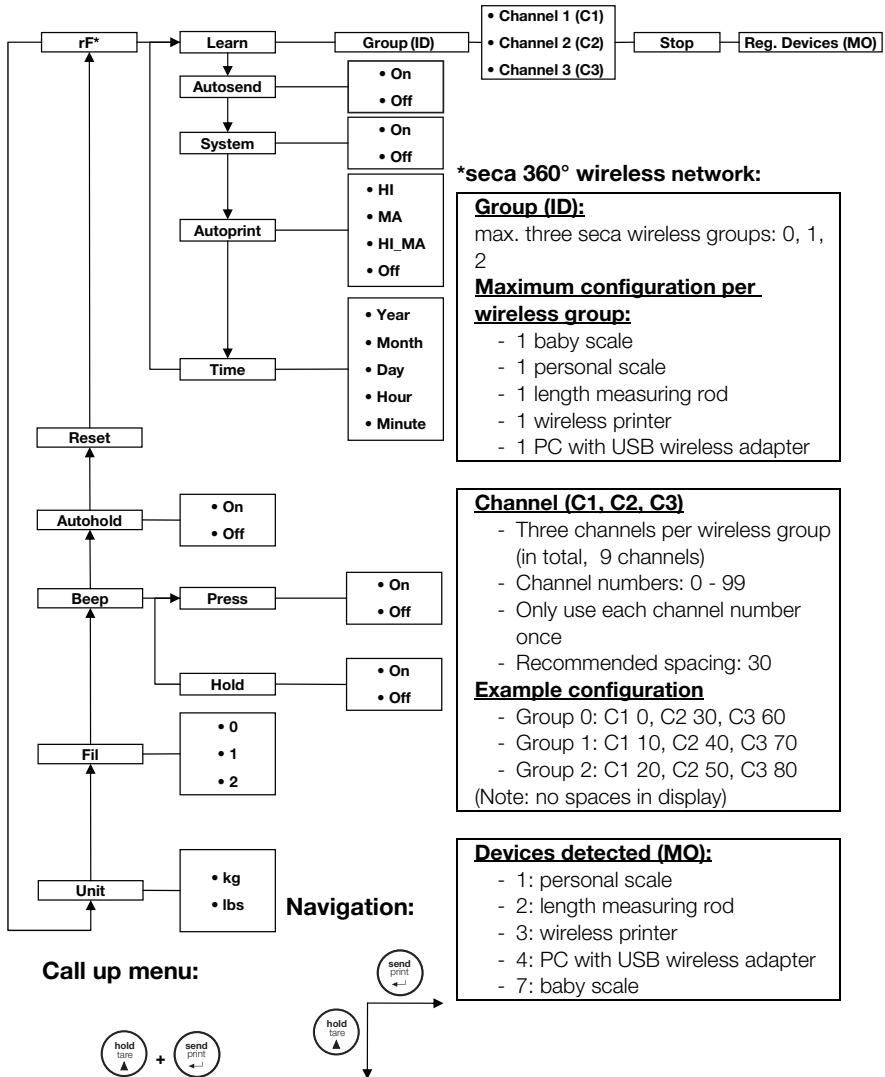 rF*
Learn
Group (ID)
• Channel 1 (C1)
• Channel 2 (C2)
• Channel 3 (C3)
Stop
Reg. Devices (MO)
Autosend
• On
• Off
System
• On
• Off
Autoprint
• HI
• MA
• HI_MA
• Off
Time
• Year
• Month
• Day
• Hour
• Minute
Reset
Autohold
• On
• Off
Beep
Press
• On
• Off
Hold
• On
• Off
Fil
• 0
• 1
• 2
Unit
• kg
• lbs
*seca 360° wireless network:
Group (ID):
max. three seca wireless groups: 0, 1,
2
Maximum configuration per
wireless group:
- 1 baby scale
- 1 personal scale
- 1 length measuring rod
- 1 wireless printer
- 1 PC with USB wireless adapter
Channel (C1, C2, C3)
- Three channels per wireless group
(in total, 9 channels)
- Channel numbers: 0 - 99
- Only use each channel number
once
- Recommended spacing: 30
Example configuration
- Group 0: C1 0, C2 30, C3 60
- Group 1: C1 10, C2 40, C3 70
- Group 2: C1 20, C2 50, C3 80
(Note: no spaces in display)
Devices detected (MO):
- 1: personal scale
- 2: length measuring rod
- 3: wireless printer
- 4: PC with USB wireless adapter
- 7: baby scale
Navigation:
send
print
hold
tare
Call up menu:
hold
tare
+
send
print